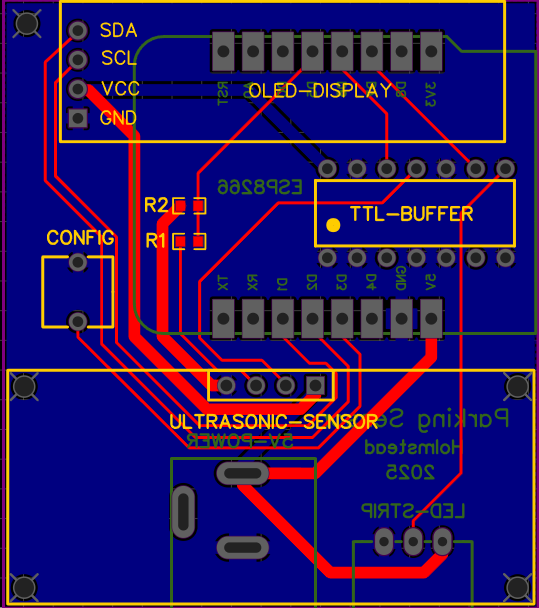 SDA
SCL
VCC
GND
OLED-DISPLAY
RST
3V3
ESP8266
R2
TTL-BUFFER
R1
CONFIG
TX
RX
D1
D2
D3
D4
GND
5V
ULTRASONIC-SENSOR
Parking Se
5V-POWER
Holmstead
2025
LED-STRIP